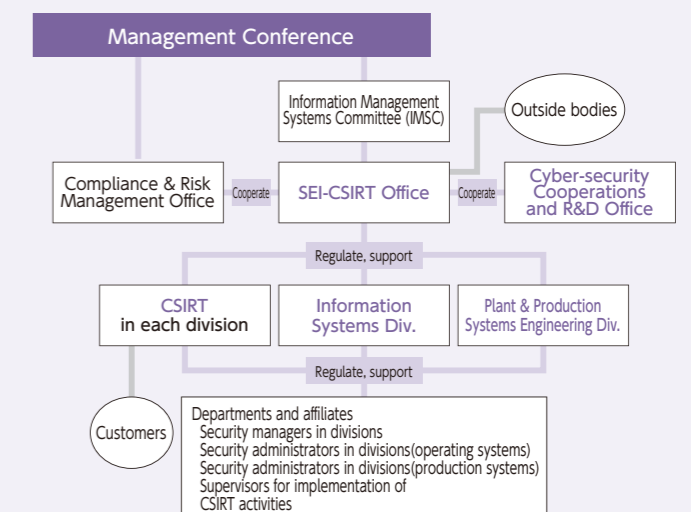 Management Conference
Information Management
Systems Committee (IMSC)
Outside bodies
Compliance & Risk
Management Office
Cooperate
SEI-CSIRT Office
Cooperate
Cyber-security
Cooperations
and R&D Office
Regulate, support
CSIRT
in each division
Information
Systems Div.
Plant & Production
Systems Engineering Div.
Regulate, support
Customers
Departments and affiliates
Security managers in divisions
Security administrators in divisions(operating systems)
Security administrators in divisions(production systems)
Supervisors for implementation of
CSIRT activities